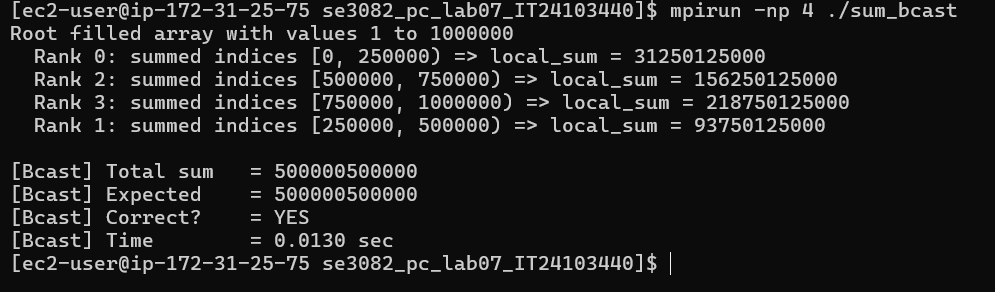 [ec2-user@ip-172-31-25-75 se3082_pc_lab07_IT24103440]$ mpirun -np 4 ./sum_bcast
Root filled array with values 1 to 1000000
  Rank 0: summed indices [0, 250000) => local_sum = 31250125000
  Rank 2: summed indices [500000, 750000) => local_sum = 156250125000
  Rank 3: summed indices [750000, 1000000) => local_sum = 218750125000
  Rank 1: summed indices [250000, 500000) => local_sum = 93750125000

[Bcast] Total sum   = 500000500000
[Bcast] Expected    = 500000500000
[Bcast] Correct?    = YES
[Bcast] Time        = 0.0130 sec
[ec2-user@ip-172-31-25-75 se3082_pc_lab07_IT24103440]$